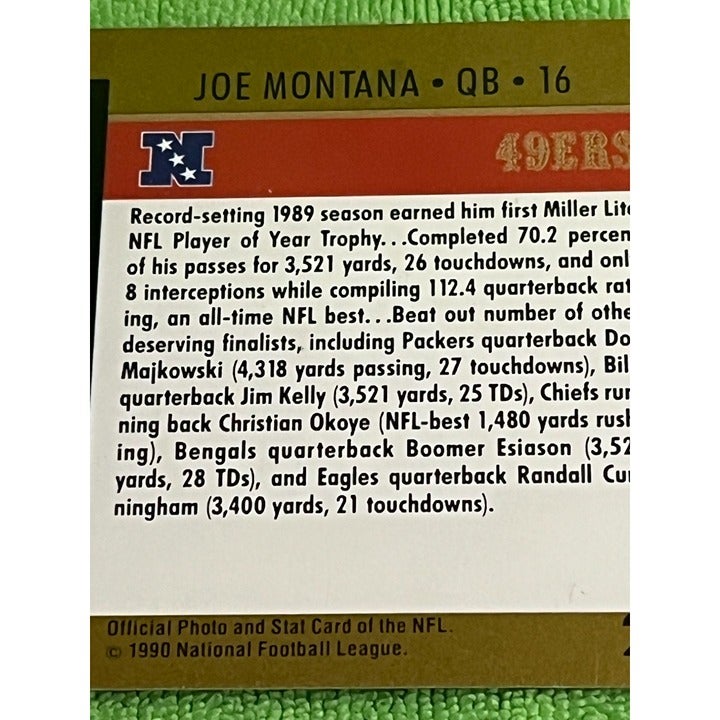 JOE MONTANA • QB • 16
N
49ERS
Record-setting 1989 season earned him first Miller Lite
NFL Player of Year Trophy...Completed 70.2 percen
of his passes for 3,521 yards, 26 touchdowns, and onl
8 interceptions while compiling 112.4 quarterback rat
ing, an all-time NFL best...Beat out number of othe
deserving finalists, including Packers quarterback Do
Majkowski (4,318 yards passing, 27 touchdowns), Bil
quarterback Jim Kelly (3,521 yards, 25 TDs), Chiefs run
ning back Christian Okoye (NFL-best 1,480 yards rush
ing), Bengals quarterback Boomer Esiason (3,52
yards, 28 TDs), and Eagles quarterback Randall Cu
ningham (3,400 yards, 21 touchdowns).
Official Photo and Stat Card of the NFL.
© 1990 National Football League.